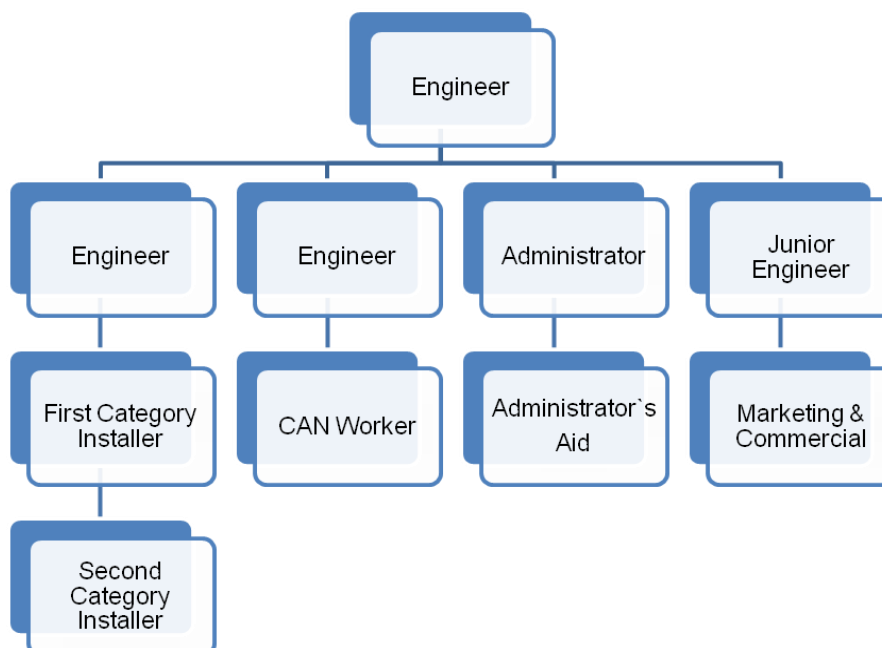 Engineer
Engineer
Engineer
Administrator
Junior
Engineer
First Category
Installer
CAN Worker
Administrator`s
Aid
Marketing &
Commercial
Second
Category
Installer